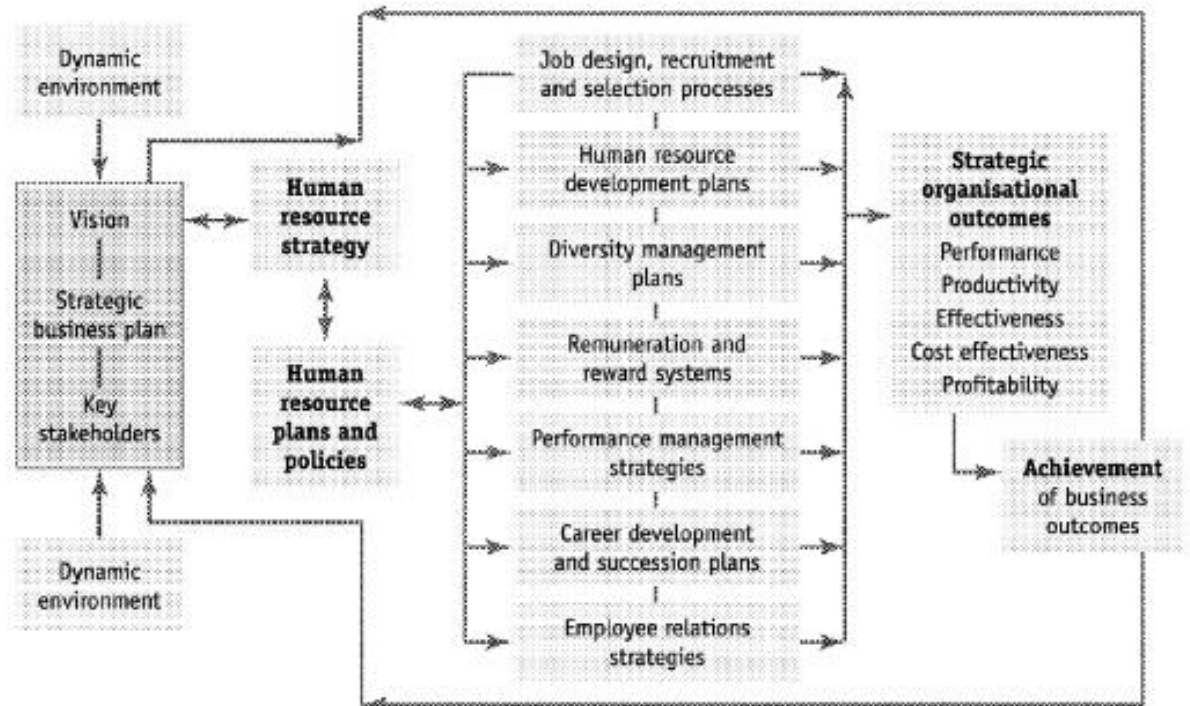 Dynamic
environment
Vision
Strategic
business plan
Key
stakeholders
Dynamic
environment
Human
resource
strategy
Human
resource
plans and
policies
Job design, recruitment
and selection processes
Human resource
development plans
Diversity management
plans
Remuneration and
reward systems
Performance management
strategies
Career development
and succession plans
Employee relations
strategies
Strategic
organisational
outcomes
Performance
Productivity
Effectiveness
Cost effectiveness
Profitability
Achievement
of business
outcomes